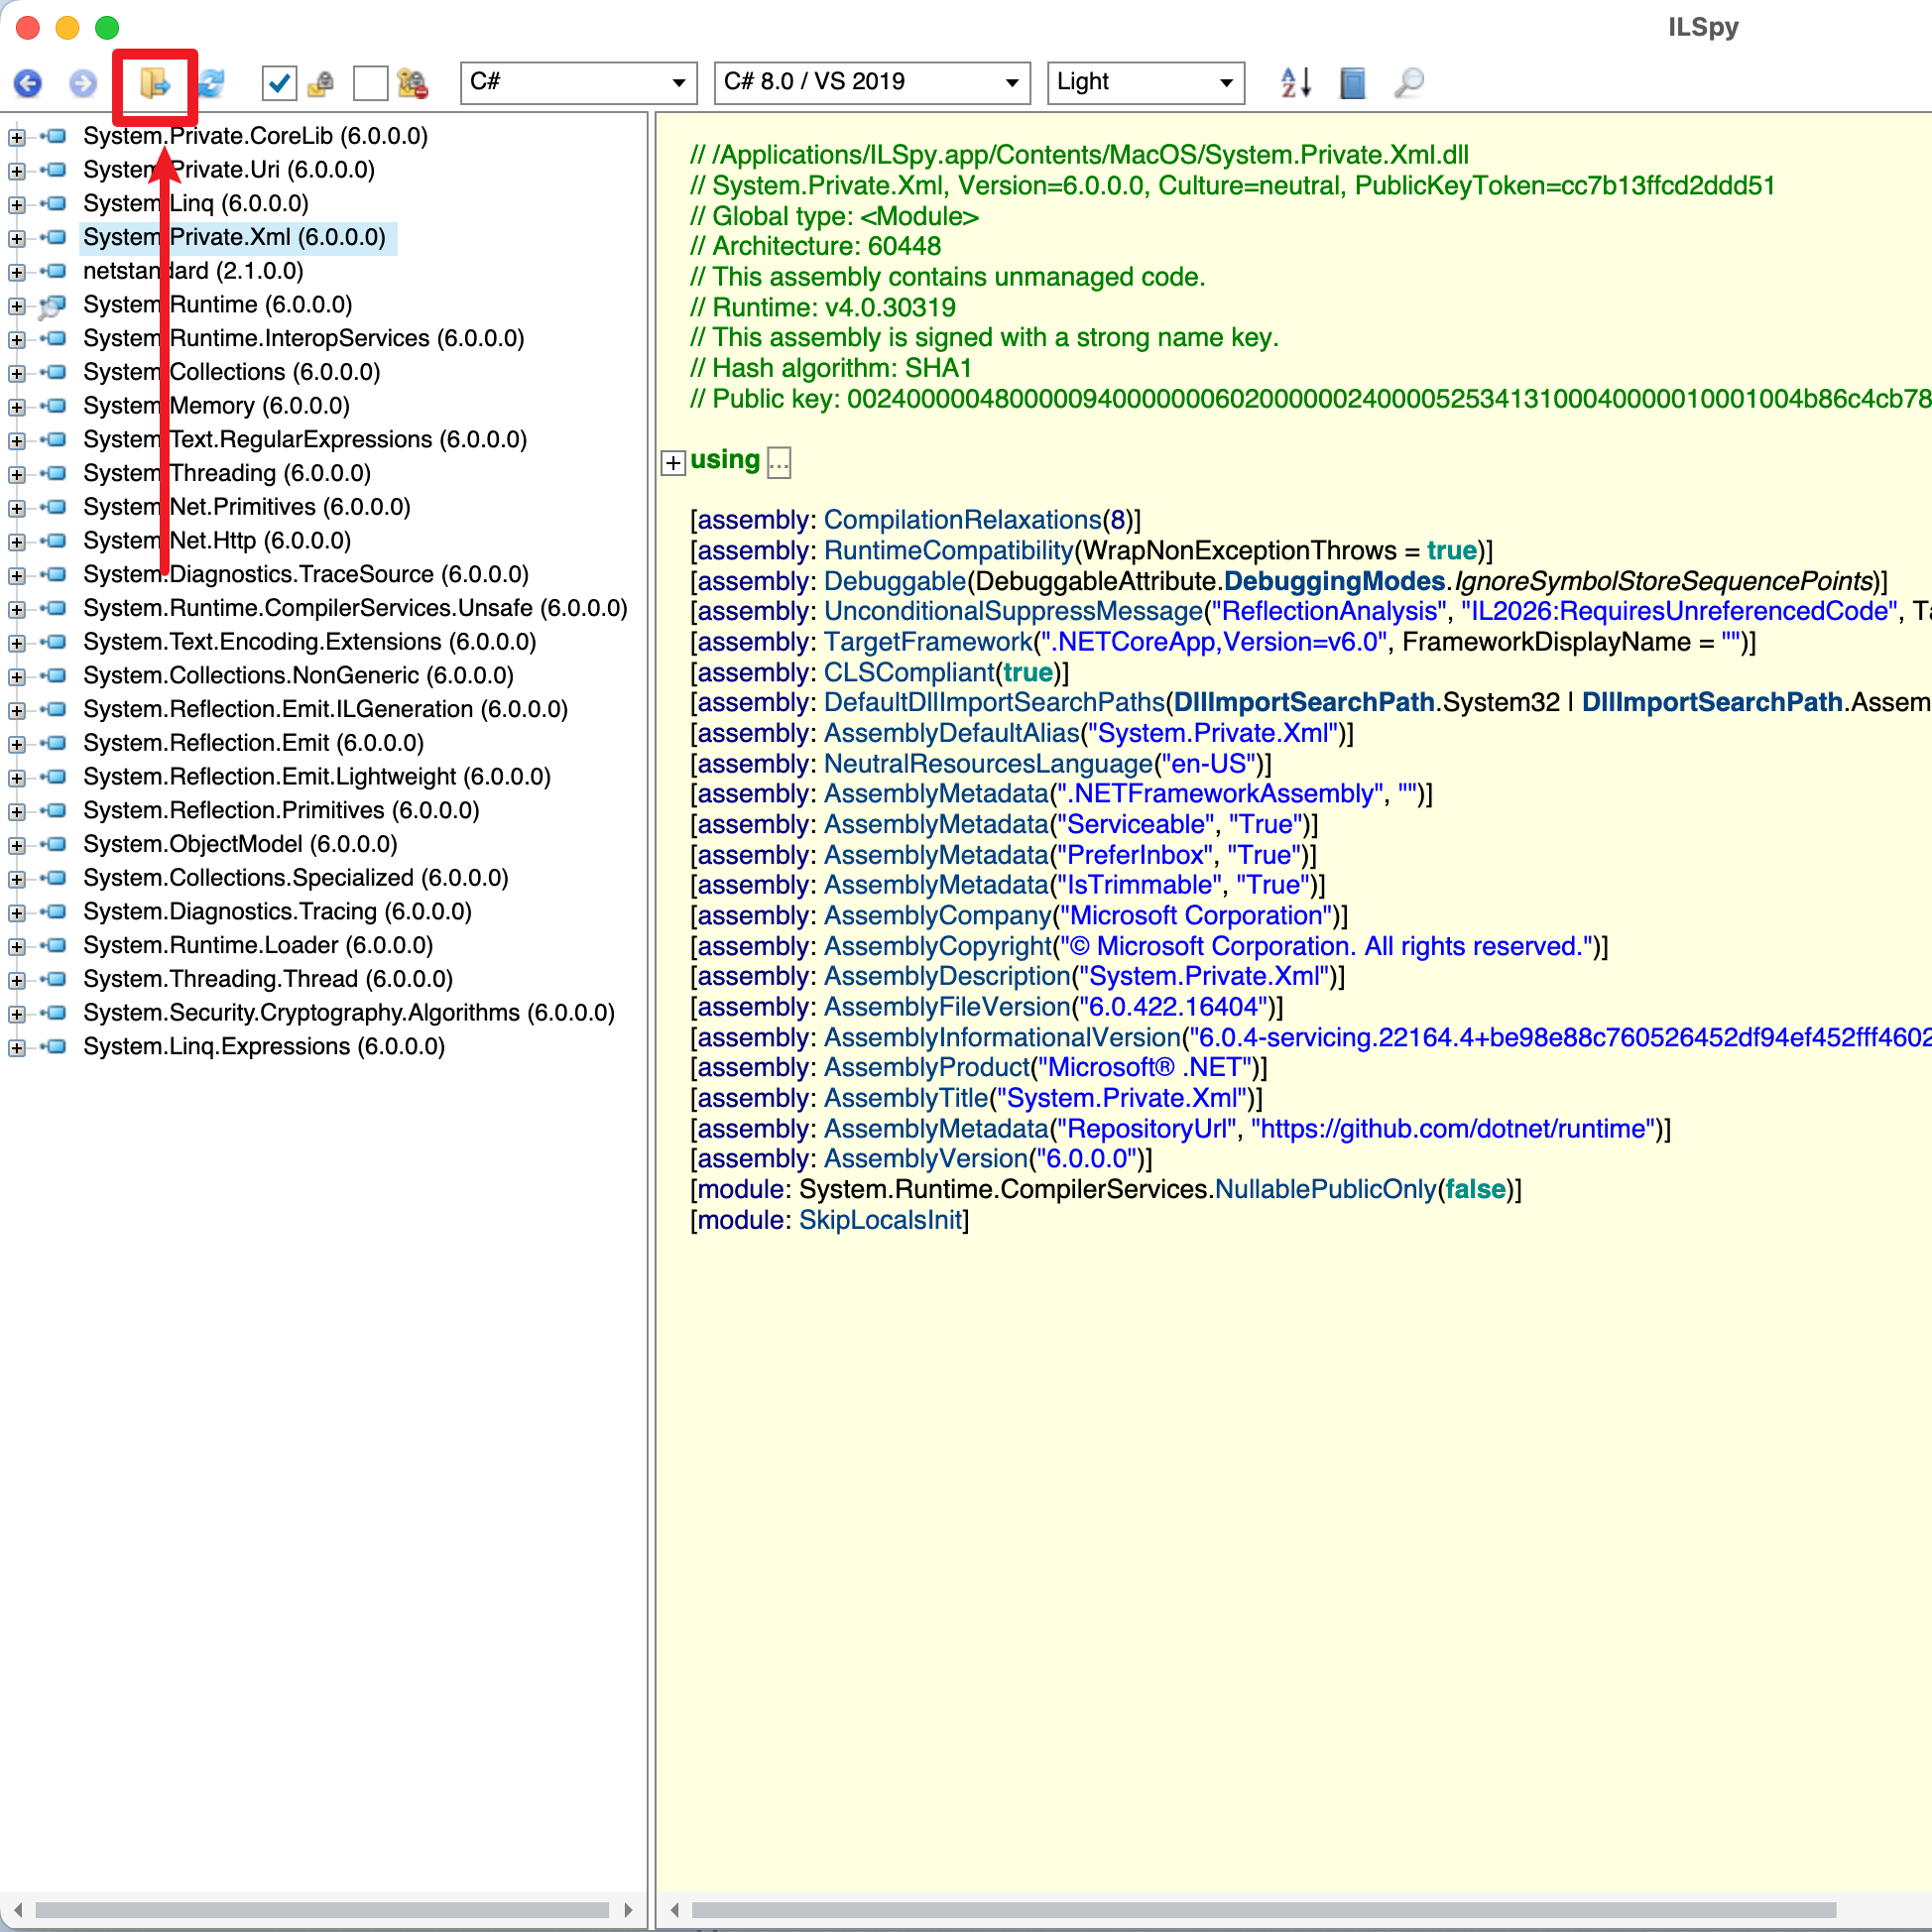 ILSpy
C#
C# 8.0 / VS 2019
Light
System.Private.CoreLib (6.0.0.0)
System.Private.Uri (6.0.0.0)
System.Linq (6.0.0.0)
System.Private.Xml (6.0.0.0)
netstandard (2.1.0.0)
System.Runtime (6.0.0.0)
System.Runtime.InteropServices (6.0.0.0)
System.Collections (6.0.0.0)
System.Memory (6.0.0.0)
System.Text.RegularExpressions (6.0.0.0)
System.Threading (6.0.0.0)
System.Net.Primitives (6.0.0.0)
System.Net.Http (6.0.0.0)
System.Diagnostics.TraceSource (6.0.0.0)
System.Runtime.CompilerServices.Unsafe (6.0.0.0)
System.Text.Encoding.Extensions (6.0.0.0)
System.Collections.NonGeneric (6.0.0.0)
System.Reflection.Emit.ILGeneration (6.0.0.0)
System.Reflection.Emit (6.0.0.0)
System.Reflection.Emit.Lightweight (6.0.0.0)
System.Reflection.Primitives (6.0.0.0)
System.ObjectModel (6.0.0.0)
System.Collections.Specialized (6.0.0.0)
System.Diagnostics.Tracing (6.0.0.0)
System.Runtime.Loader (6.0.0.0)
System.Threading.Thread (6.0.0.0)
System.Security.Cryptography.Algorithms (6.0.0.0)
System.Linq.Expressions (6.0.0.0)
// /Applications/ILSpy.app/Contents/MacOS/System.Private.Xml.dll
// System.Private.Xml, Version=6.0.0.0, Culture=neutral, PublicKeyToken=cc7b13ffcd2ddd51
// Global type: <Module>
// Architecture: 60448
// This assembly contains unmanaged code.
// Runtime: v4.0.30319
// This assembly is signed with a strong name key.
// Hash algorithm: SHA1
// Public key: 00240000048000009400000006020000002400005253413100040000010001004b86c4cb78
using ...
[assembly: CompilationRelaxations(8)]
[assembly: RuntimeCompatibility(WrapNonExceptionThrows = true)]
[assembly: Debuggable(DebuggableAttribute.DebuggingModes.IgnoreSymbolStoreSequencePoints)]
[assembly: UnconditionalSuppressMessage("ReflectionAnalysis", "IL2026:RequiresUnreferencedCode", Ta
[assembly: TargetFramework(".NETCoreApp,Version=v6.0", FrameworkDisplayName = "")]
[assembly: CLSCompliant(true)]
[assembly: DefaultDllImportSearchPaths(DllImportSearchPath.System32 | DllImportSearchPath.Assem
[assembly: AssemblyDefaultAlias("System.Private.Xml")]
[assembly: NeutralResourcesLanguage("en-US")]
[assembly: AssemblyMetadata(".NETFrameworkAssembly", "")]
[assembly: AssemblyMetadata("Serviceable", "True")]
[assembly: AssemblyMetadata("PreferInbox", "True")]
[assembly: AssemblyMetadata("IsTrimmable", "True")]
[assembly: AssemblyCompany("Microsoft Corporation")]
[assembly: AssemblyCopyright("© Microsoft Corporation. All rights reserved.")]
[assembly: AssemblyDescription("System.Private.Xml")]
[assembly: AssemblyFileVersion("6.0.422.16404")]
[assembly: AssemblyInformationalVersion("6.0.4-servicing.22164.4+be98e88c760526452df94ef452fff4602
[assembly: AssemblyProduct("Microsoft® .NET")]
[assembly: AssemblyTitle("System.Private.Xml")]
[assembly: AssemblyMetadata("RepositoryUrl", "https://github.com/dotnet/runtime")]
[assembly: AssemblyVersion("6.0.0.0")]
[module: System.Runtime.CompilerServices.NullablePublicOnly(false)]
[module: SkipLocalsInit]